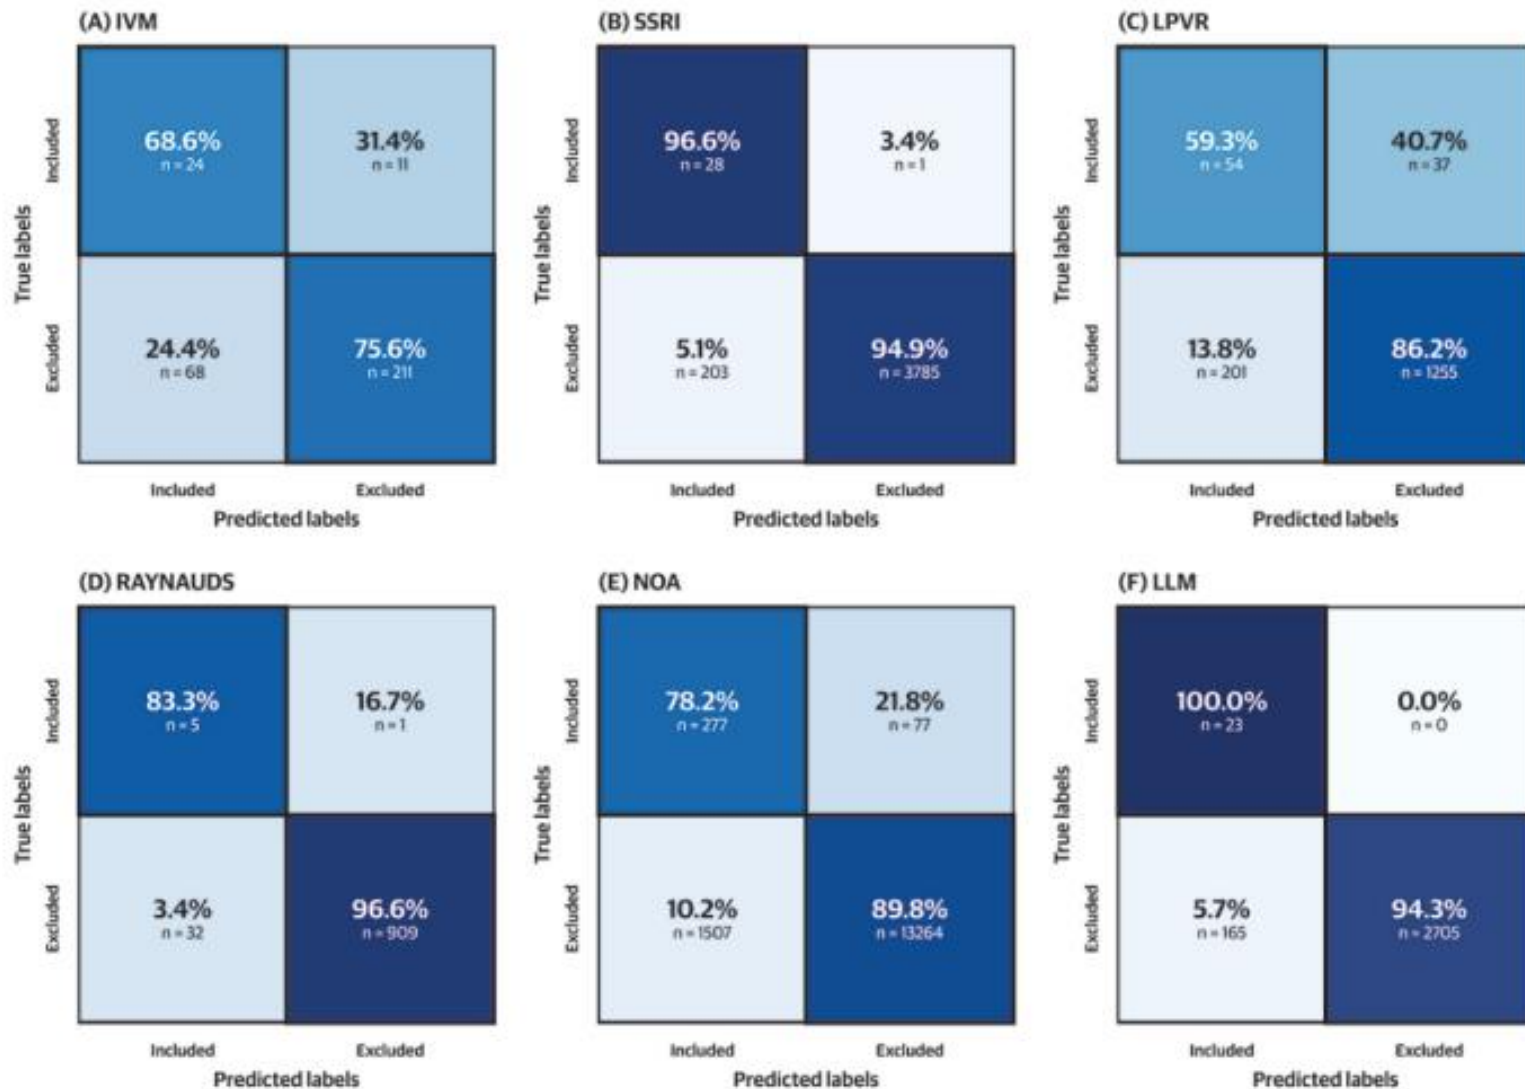 (A) IVM
68.6%
n = 24
31.4%
n = 11
24.4%
n = 68
75.6%
n = 211
True labels
Included
Excluded
Included
Excluded
Predicted labels
(B) SSRI
96.6%
n = 28
3.4%
n = 1
5.1%
n = 203
94.9%
n = 3785
True labels
Included
Excluded
Included
Excluded
Predicted labels
(C) LPVR
59.3%
n = 54
40.7%
n = 37
13.8%
n = 201
86.2%
n = 1255
True labels
Included
Excluded
Included
Excluded
Predicted labels
(D) RAYNAUDS
83.3%
n = 5
16.7%
n = 1
3.4%
n = 32
96.6%
n = 909
True labels
Included
Excluded
Included
Excluded
Predicted labels
(E) NOA
78.2%
n = 277
21.8%
n = 77
10.2%
n = 1507
89.8%
n = 13264
True labels
Included
Excluded
Included
Excluded
Predicted labels
(F) LLM
100.0%
n = 23
0.0%
n = 0
5.7%
n = 165
94.3%
n = 2705
True labels
Included
Excluded
Included
Excluded
Predicted labels